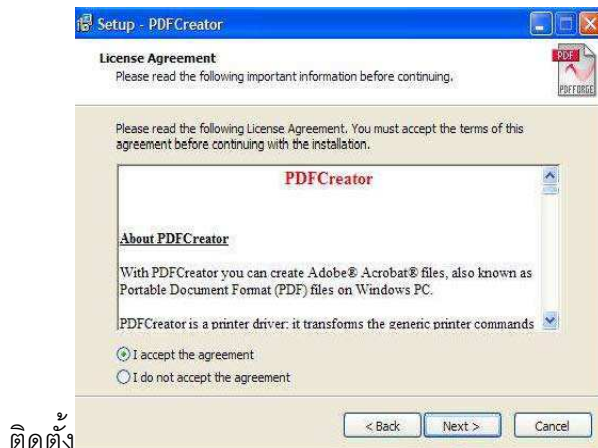 Setup - PDFCreator
License Agreement
Please read the following important information before continuing.
PDF
PDFFORGE
Please read the following License Agreement. You must accept the terms of this
agreement before continuing with the installation.
PDFCreator
About PDFCreator
With PDFCreator you can create Adobe® Acrobat® files, also known as
Portable Document Format (PDF) files on Windows PC.
PDFCreator is a printer driver: it transforms the generic printer commands
I accept the agreement
I do not accept the agreement
< Back Next > Cancel
ติดตั้ง